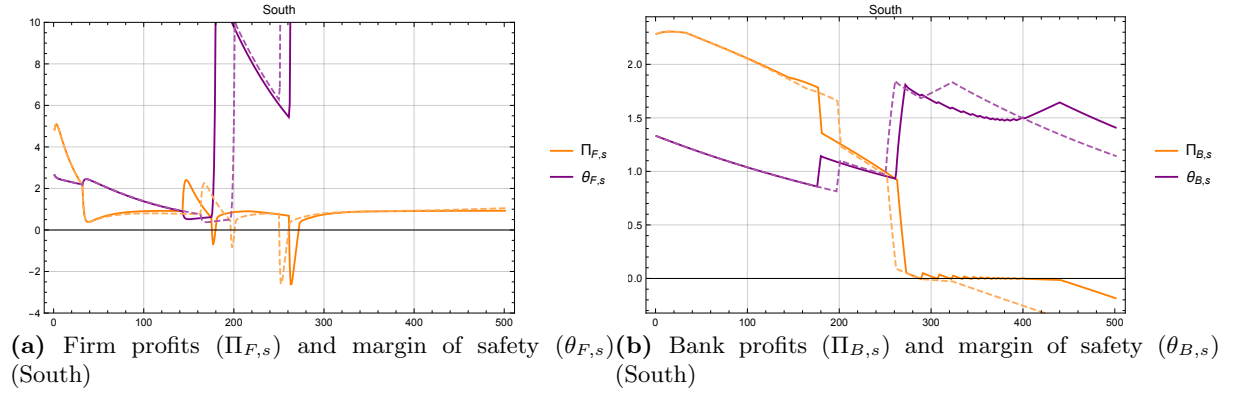 South
10
8
6
4
2
0
−2
−4
0
100
200
300
400
500
Π_{F,s}
θ_{F,s}
South
2.0
1.5
1.0
0.5
0.0
0
100
200
300
400
500
Π_{B,s}
θ_{B,s}
(a) Firm profits (Π_{F,s}) and margin of safety (θ_{F,s})
(South)
(b) Bank profits (Π_{B,s}) and margin of safety (θ_{B,s})
(South)